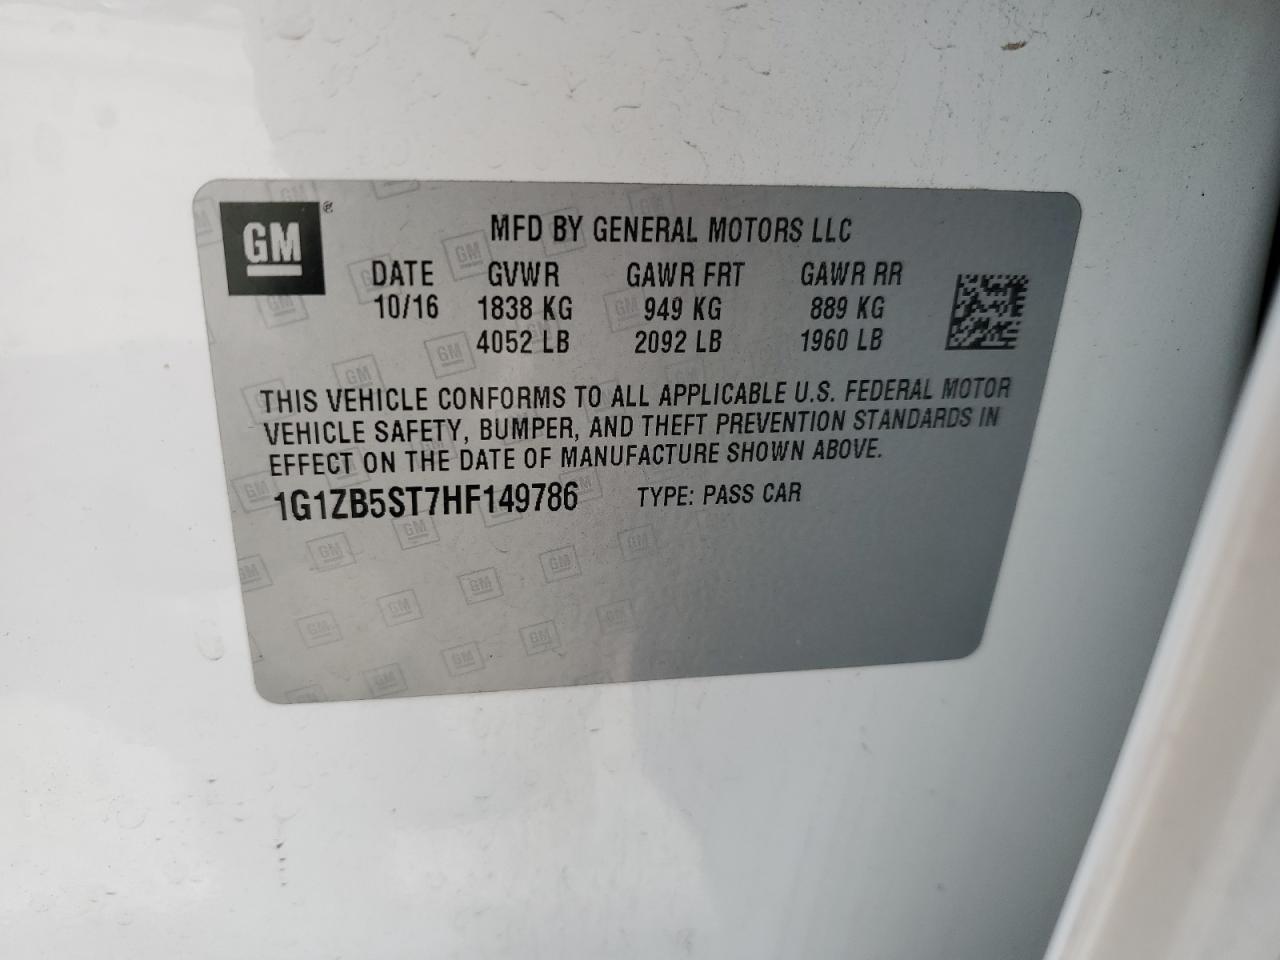 GM®
MFD BY GENERAL MOTORS LLC
DATE GVWR GAWR FRT GAWR RR
10/16 1838 KG 949 KG 889 KG
4052 LB 2092 LB 1960 LB
THIS VEHICLE CONFORMS TO ALL APPLICABLE U.S. FEDERAL MOTOR
VEHICLE SAFETY, BUMPER, AND THEFT PREVENTION STANDARDS IN
EFFECT ON THE DATE OF MANUFACTURE SHOWN ABOVE.
1G1ZB5ST7HF149786 TYPE: PASS CAR